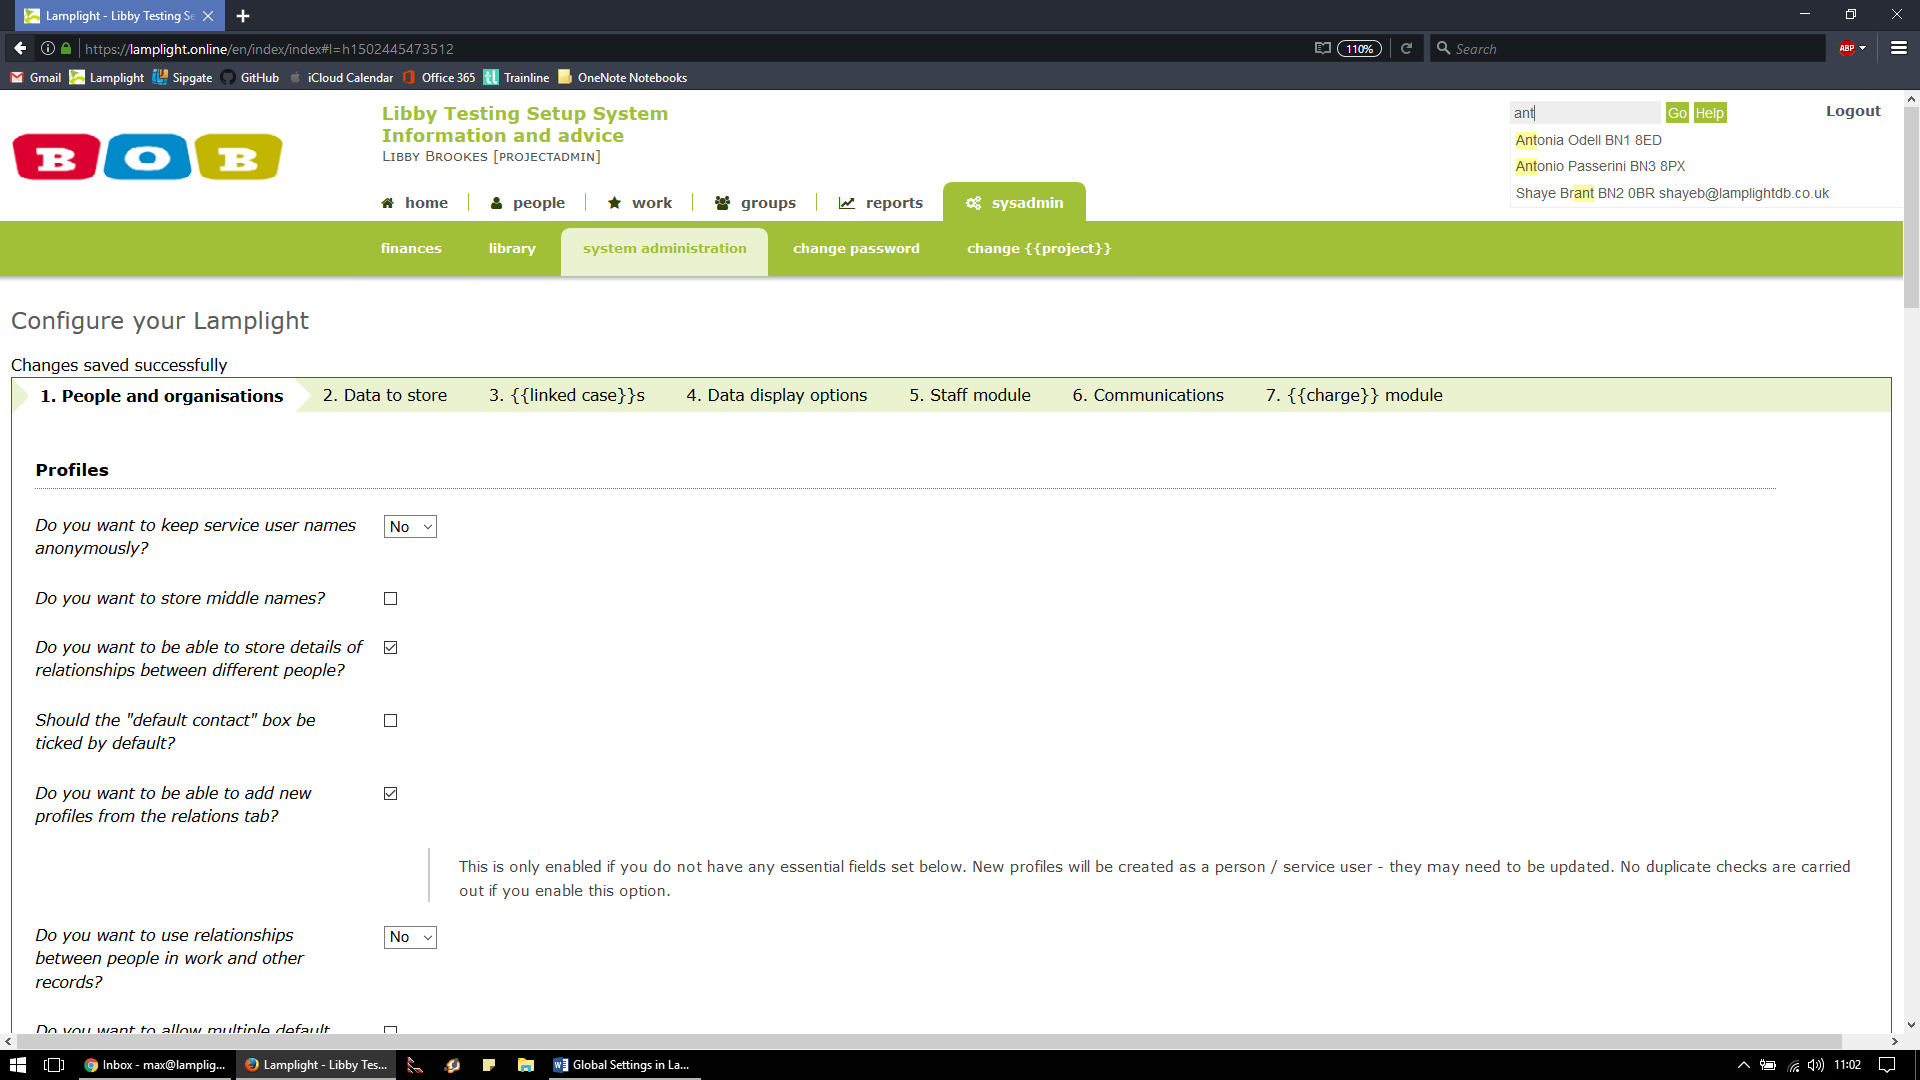 Lamplight - Libby Testing Se
https://lamplight.online/en/index/index#l=h1502445473512
110%
Search
ABP
Gmail
Lamplight
Sipgate
GitHub
iCloud Calendar
Office 365
Trainline
OneNote Notebooks
BOB
Libby Testing Setup System
Information and advice
LIBBY BROOKES [PROJECTADMIN]
ant
Go
Help
Logout
Antonia Odell BN1 8ED
Antonio Passerini BN3 8PX
Shaye Brant BN2 0BR shayeb@lamplightdb.co.uk
home
people
work
groups
reports
sysadmin
finances
library
system administration
change password
change {{project}}
Configure your Lamplight
Changes saved successfully
1. People and organisations
2. Data to store
3. {{linked case}}s
4. Data display options
5. Staff module
6. Communications
7. {{charge}} module
Profiles
Do you want to keep service user names
anonymously?
No
Do you want to store middle names?
Do you want to be able to store details of
relationships between different people?
Should the "default contact" box be
ticked by default?
Do you want to be able to add new
profiles from the relations tab?
This is only enabled if you do not have any essential fields set below. New profiles will be created as a person / service user - they may need to be updated. No duplicate checks are carried
out if you enable this option.
Do you want to use relationships
between people in work and other
records?
No
Do you want to allow multiple default
Inbox - max@lamplig...
Lamplight - Libby Tes...
Global Settings in La...
11:02